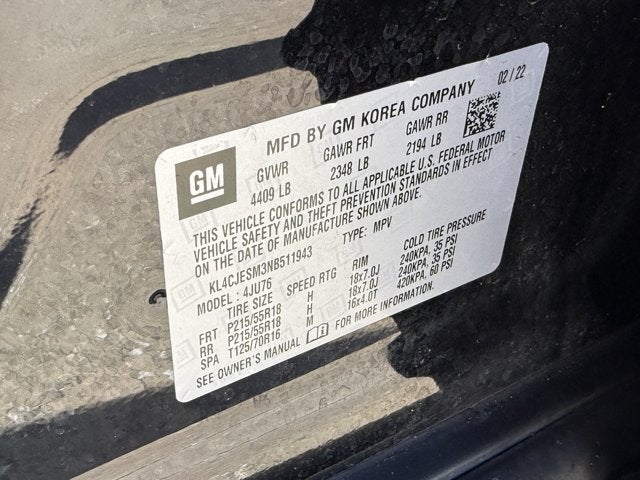 MFD BY GM KOREA COMPANY 02 / 22
GM
GVWR GAWR FRT GAWR RR
4409 LB 2348 LB 2194 LB
THIS VEHICLE CONFORMS TO ALL APPLICABLE U.S. FEDERAL MOTOR
VEHICLE SAFETY AND THEFT PREVENTION STANDARDS IN EFFECT
ON THE DATE OF MANUFACTURE SHOWN ABOVE.
KL4CJESM3NB511943 TYPE: MPV
MODEL: 4JU76
TIRE SIZE SPEED RTG RIM COLD TIRE PRESSURE
FRT P215/55R18 H 18x7.0J 240KPA, 35 PSI
RR P215/55R18 H 18x7.0J 240KPA, 35 PSI
SPA T125/70R16 M 16x4.0T 420KPA, 60 PSI
SEE OWNER'S MANUAL FOR MORE INFORMATION.